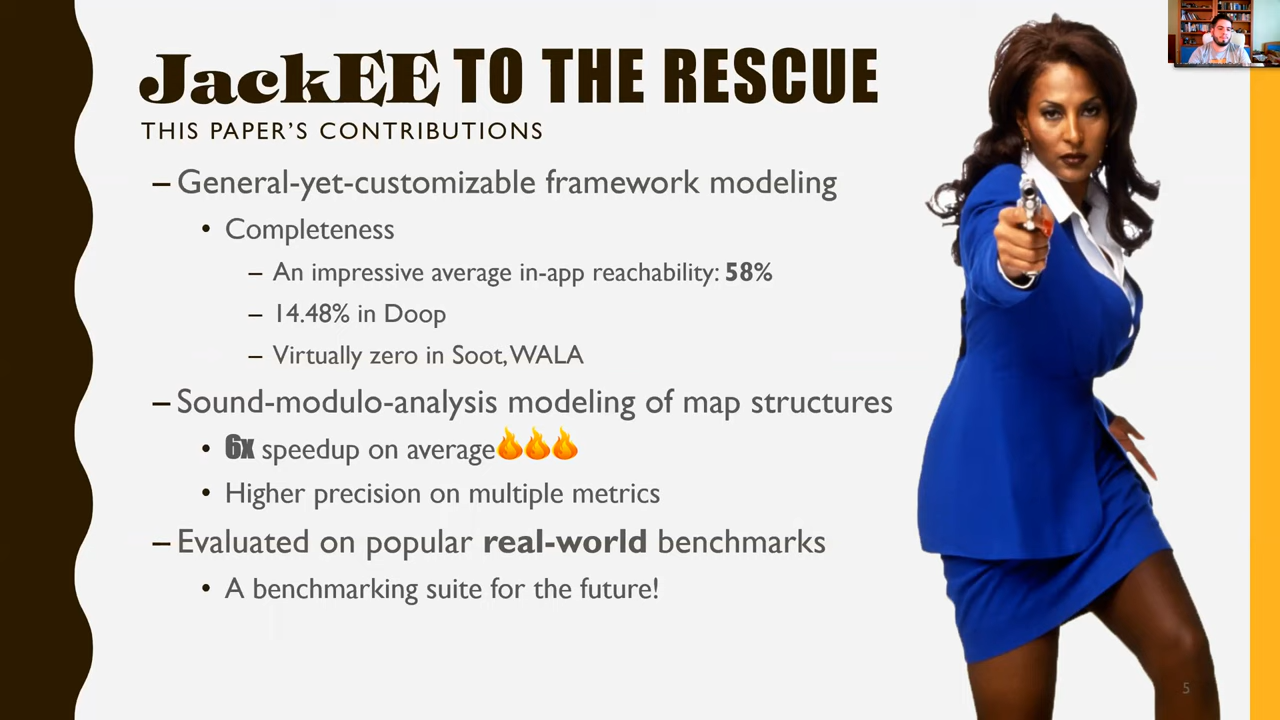 JackEE TO THE RESCUE
THIS PAPER'S CONTRIBUTIONS
– General-yet-customizable framework modeling
• Completeness
– An impressive average in-app reachability: 58%
– 14.48% in Doop
– Virtually zero in Soot, WALA
– Sound-modulo-analysis modeling of map structures
• 6x speedup on average🔥🔥🔥
• Higher precision on multiple metrics
– Evaluated on popular real-world benchmarks
• A benchmarking suite for the future!
5